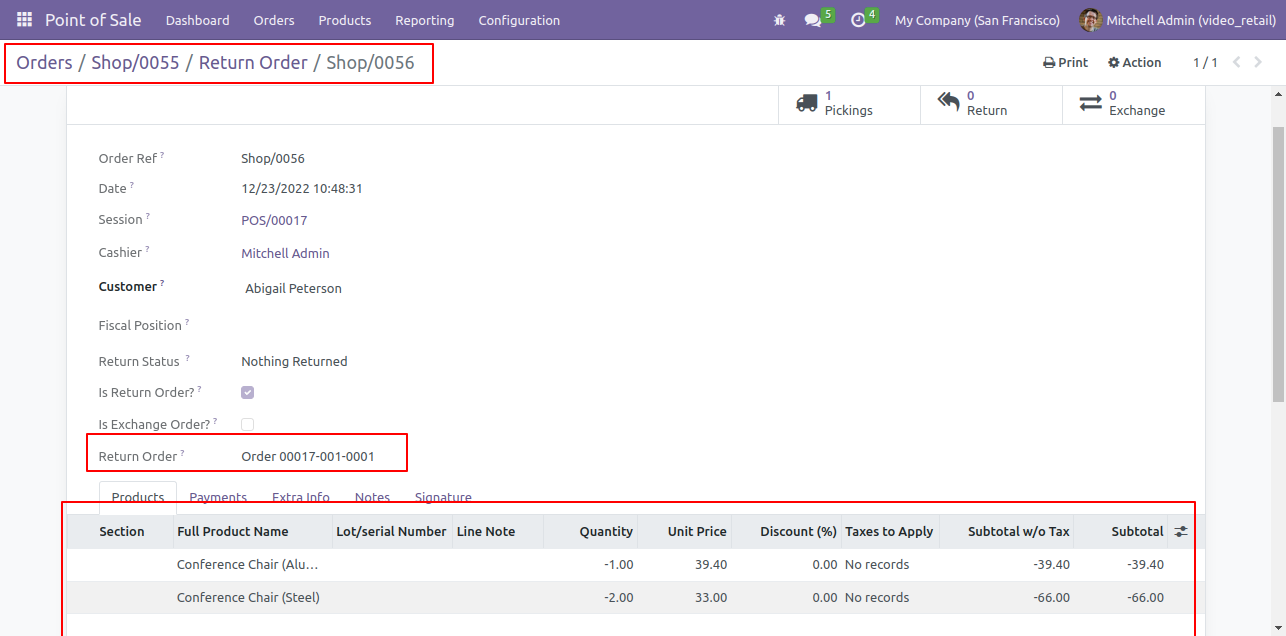 Point of Sale Dashboard Orders Products Reporting Configuration 5 4 My Company (San Francisco) Mitchell Admin (video_retail)
Orders / Shop/0055 / Return Order / Shop/0056 Print Action 1 / 1
1 Pickings 0 Return 0 Exchange
Order Ref ? Shop/0056
Date ? 12/23/2022 10:48:31
Session ? POS/00017
Cashier ? Mitchell Admin
Customer ? Abigail Peterson
Fiscal Position ?
Return Status ? Nothing Returned
Is Return Order? ?
Is Exchange Order? ?
Return Order ? Order 00017-001-0001
Products Payments Extra Info Notes Signature
Section Full Product Name Lot/serial Number Line Note Quantity Unit Price Discount (%) Taxes to Apply Subtotal w/o Tax Subtotal
Conference Chair (Alu... -1.00 39.40 0.00 No records -39.40 -39.40
Conference Chair (Steel) -2.00 33.00 0.00 No records -66.00 -66.00